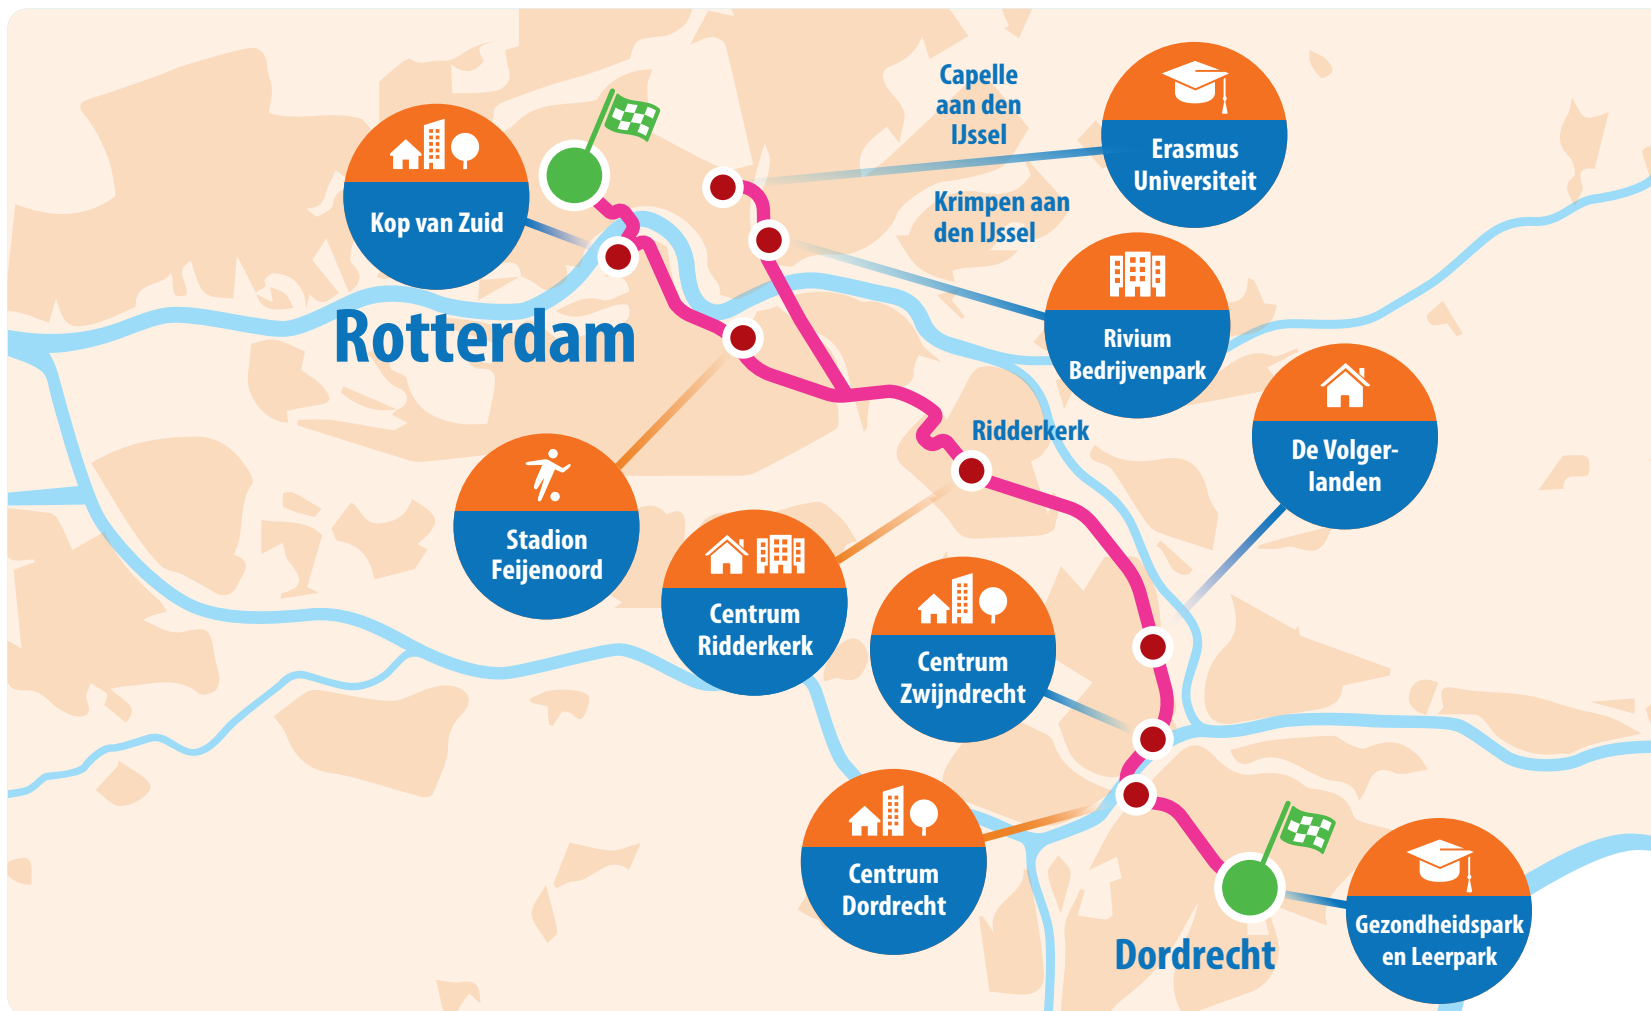 Capelle
aan den
IJssel
Erasmus
Universiteit
Kop van Zuid
Krimpen aan
den IJssel
Rotterdam
Rivium
Bedrijvenpark
Ridderkerk
De Volger-
landen
Stadion
Feijenoord
Centrum
Ridderkerk
Centrum
Zwijndrecht
Centrum
Dordrecht
Dordrecht
Gezondheidspark
en Leerpark